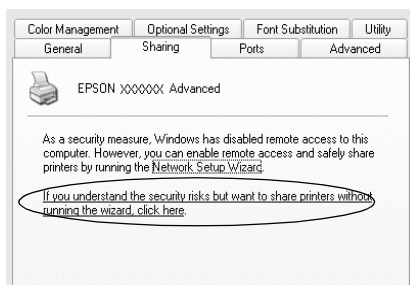 Color Management Optional Settings Font Substitution Utility
General Sharing Ports Advanced
EPSON XXXXXX Advanced
As a security measure, Windows has disabled remote access to this
computer. However, you can enable remote access and safely share
printers by running the Network Setup Wizard.
If you understand the security risks but want to share printers without
running the wizard, click here.